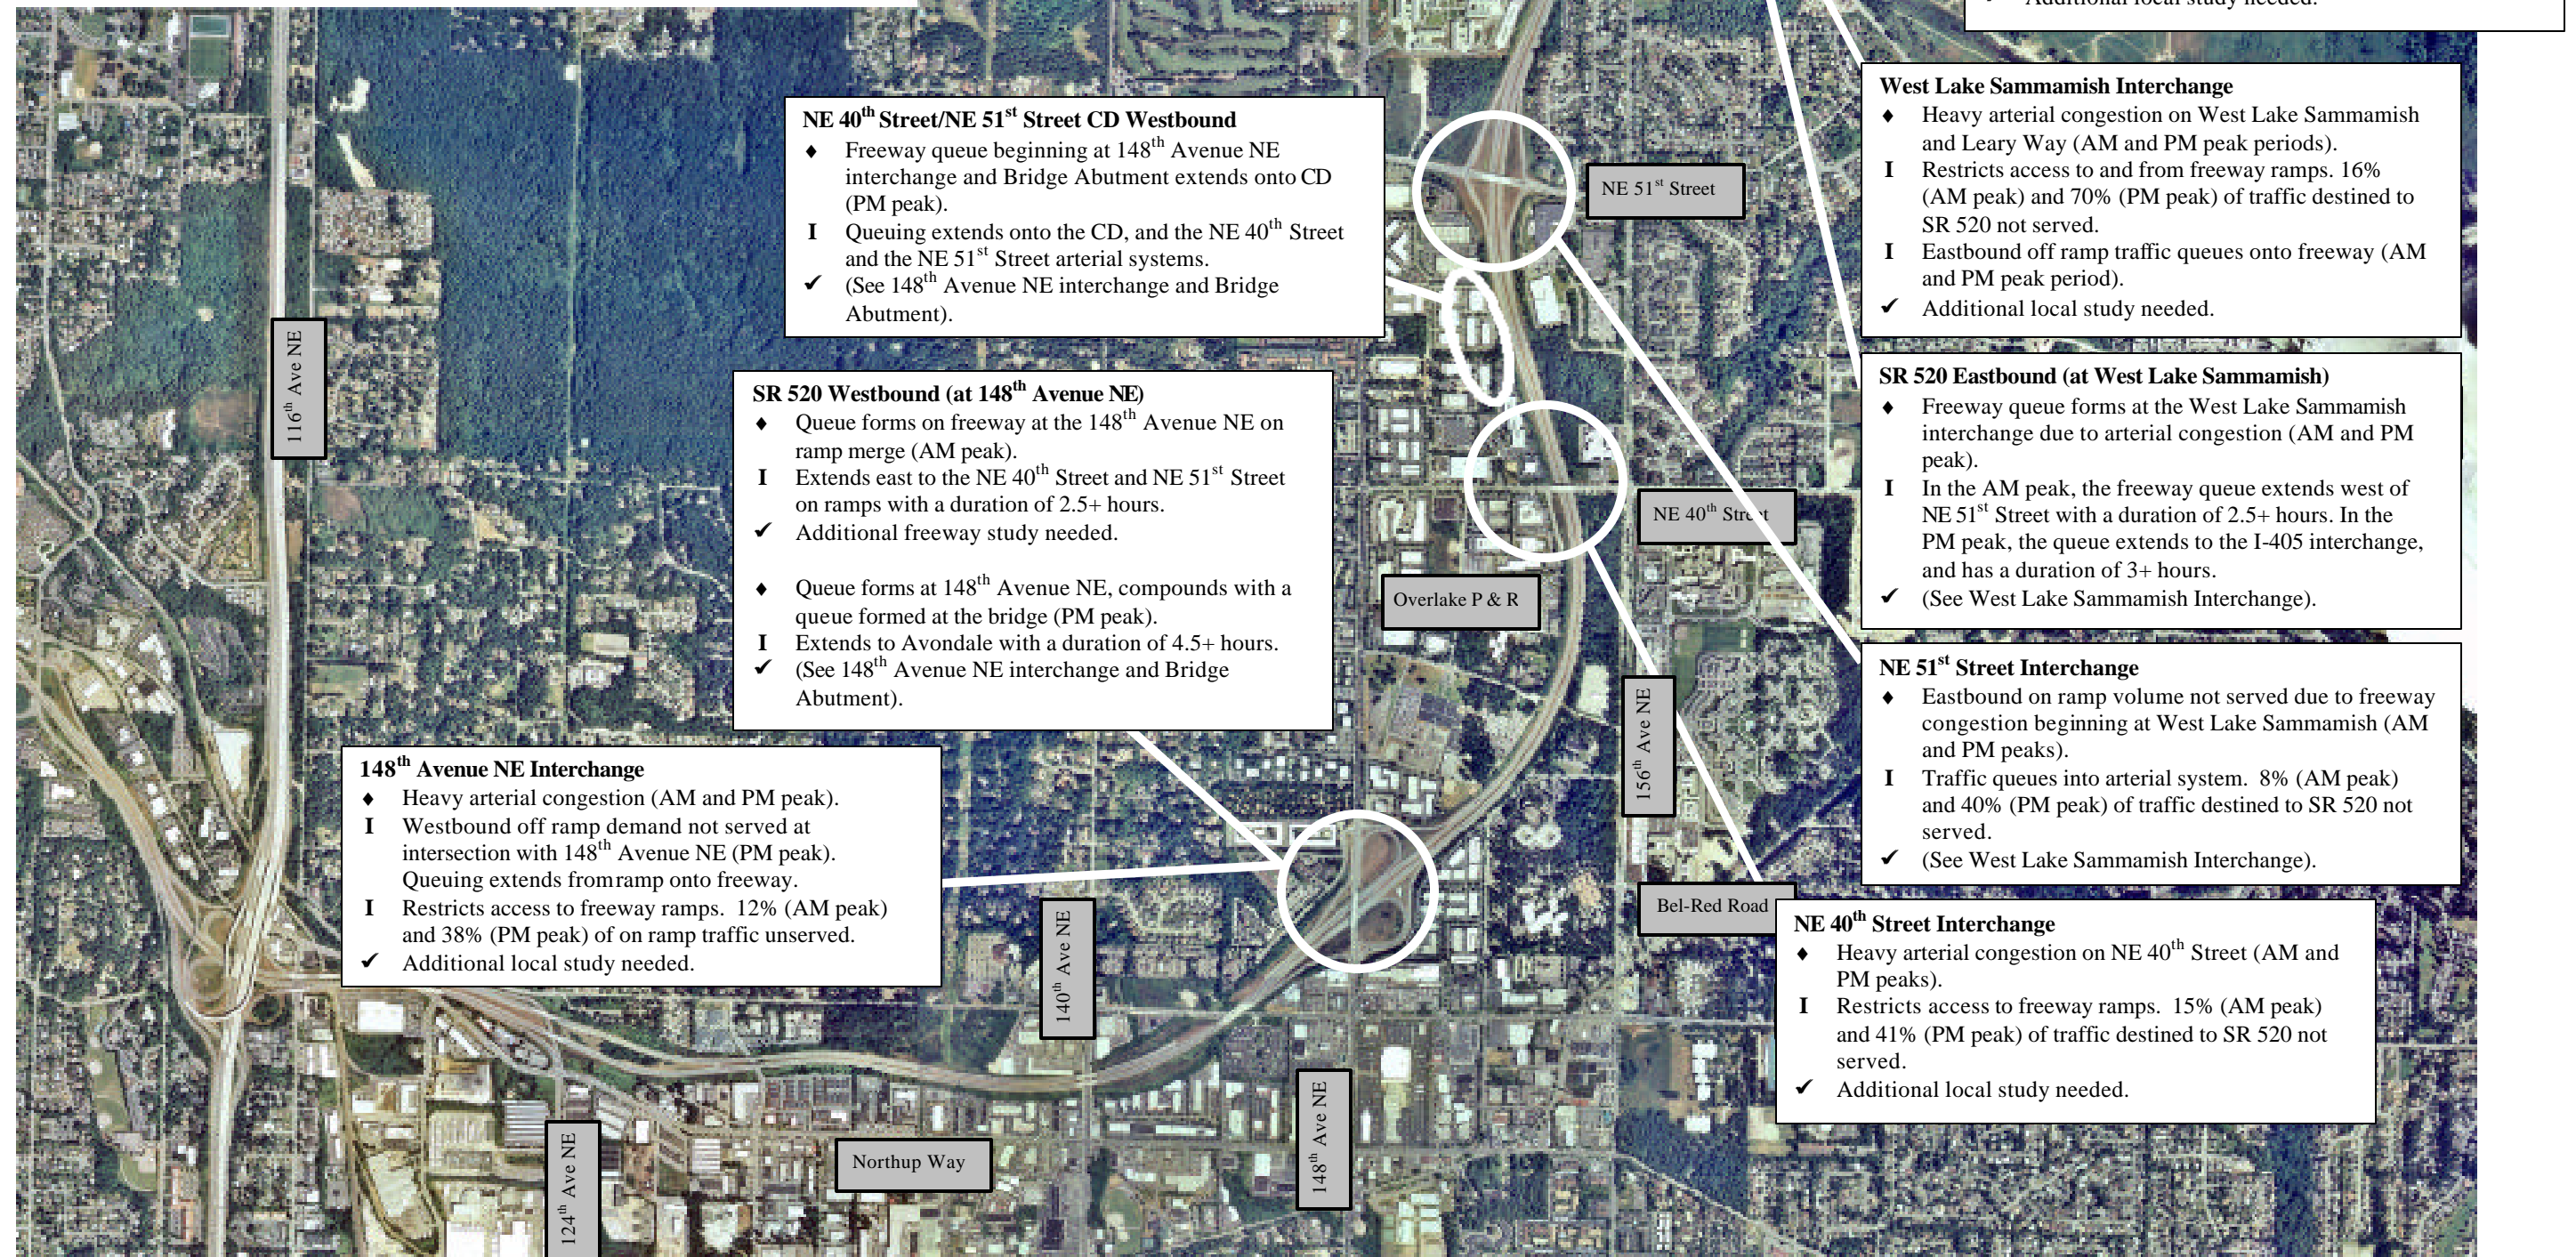 Additional local study needed.
West Lake Sammamish Interchange
♦ Heavy arterial congestion on West Lake Sammamish
and Leary Way (AM and PM peak periods).
I Restricts access to and from freeway ramps. 16%
(AM peak) and 70% (PM peak) of traffic destined to
SR 520 not served.
I Eastbound off ramp traffic queues onto freeway (AM
and PM peak period).
✓ Additional local study needed.
NE 40th Street/NE 51st Street CD Westbound
♦ Freeway queue beginning at 148th Avenue NE
interchange and Bridge Abutment extends onto CD
(PM peak).
I Queuing extends onto the CD, and the NE 40th Street
and the NE 51st Street arterial systems.
✓ (See 148th Avenue NE interchange and Bridge
Abutment).
NE 51st Street
116th Ave NE
SR 520 Westbound (at 148th Avenue NE)
♦ Queue forms on freeway at the 148th Avenue NE on
ramp merge (AM peak).
I Extends east to the NE 40th Street and NE 51st Street
on ramps with a duration of 2.5+ hours.
✓ Additional freeway study needed.
♦ Queue forms at 148th Avenue NE, compounds with a
queue formed at the bridge (PM peak).
I Extends to Avondale with a duration of 4.5+ hours.
✓ (See 148th Avenue NE interchange and Bridge
Abutment).
SR 520 Eastbound (at West Lake Sammamish)
♦ Freeway queue forms at the West Lake Sammamish
interchange due to arterial congestion (AM and PM
peak).
I In the AM peak, the freeway queue extends west of
NE 51st Street with a duration of 2.5+ hours. In the
PM peak, the queue extends to the I-405 interchange,
and has a duration of 3+ hours.
✓ (See West Lake Sammamish Interchange).
NE 40th Street
Overlake P & R
NE 51st Street Interchange
♦ Eastbound on ramp volume not served due to freeway
congestion beginning at West Lake Sammamish (AM
and PM peaks).
I Traffic queues into arterial system. 8% (AM peak)
and 40% (PM peak) of traffic destined to SR 520 not
served.
✓ (See West Lake Sammamish Interchange).
156th Ave NE
148th Avenue NE Interchange
♦ Heavy arterial congestion (AM and PM peak).
I Westbound off ramp demand not served at
intersection with 148th Avenue NE (PM peak).
Queuing extends from ramp onto freeway.
I Restricts access to freeway ramps. 12% (AM peak)
and 38% (PM peak) of on ramp traffic unserved.
✓ Additional local study needed.
140th Ave NE
Bel-Red Road
NE 40th Street Interchange
♦ Heavy arterial congestion on NE 40th Street (AM and
PM peaks).
I Restricts access to freeway ramps. 15% (AM peak)
and 41% (PM peak) of traffic destined to SR 520 not
served.
✓ Additional local study needed.
148th Ave NE
124th Ave NE
Northup Way